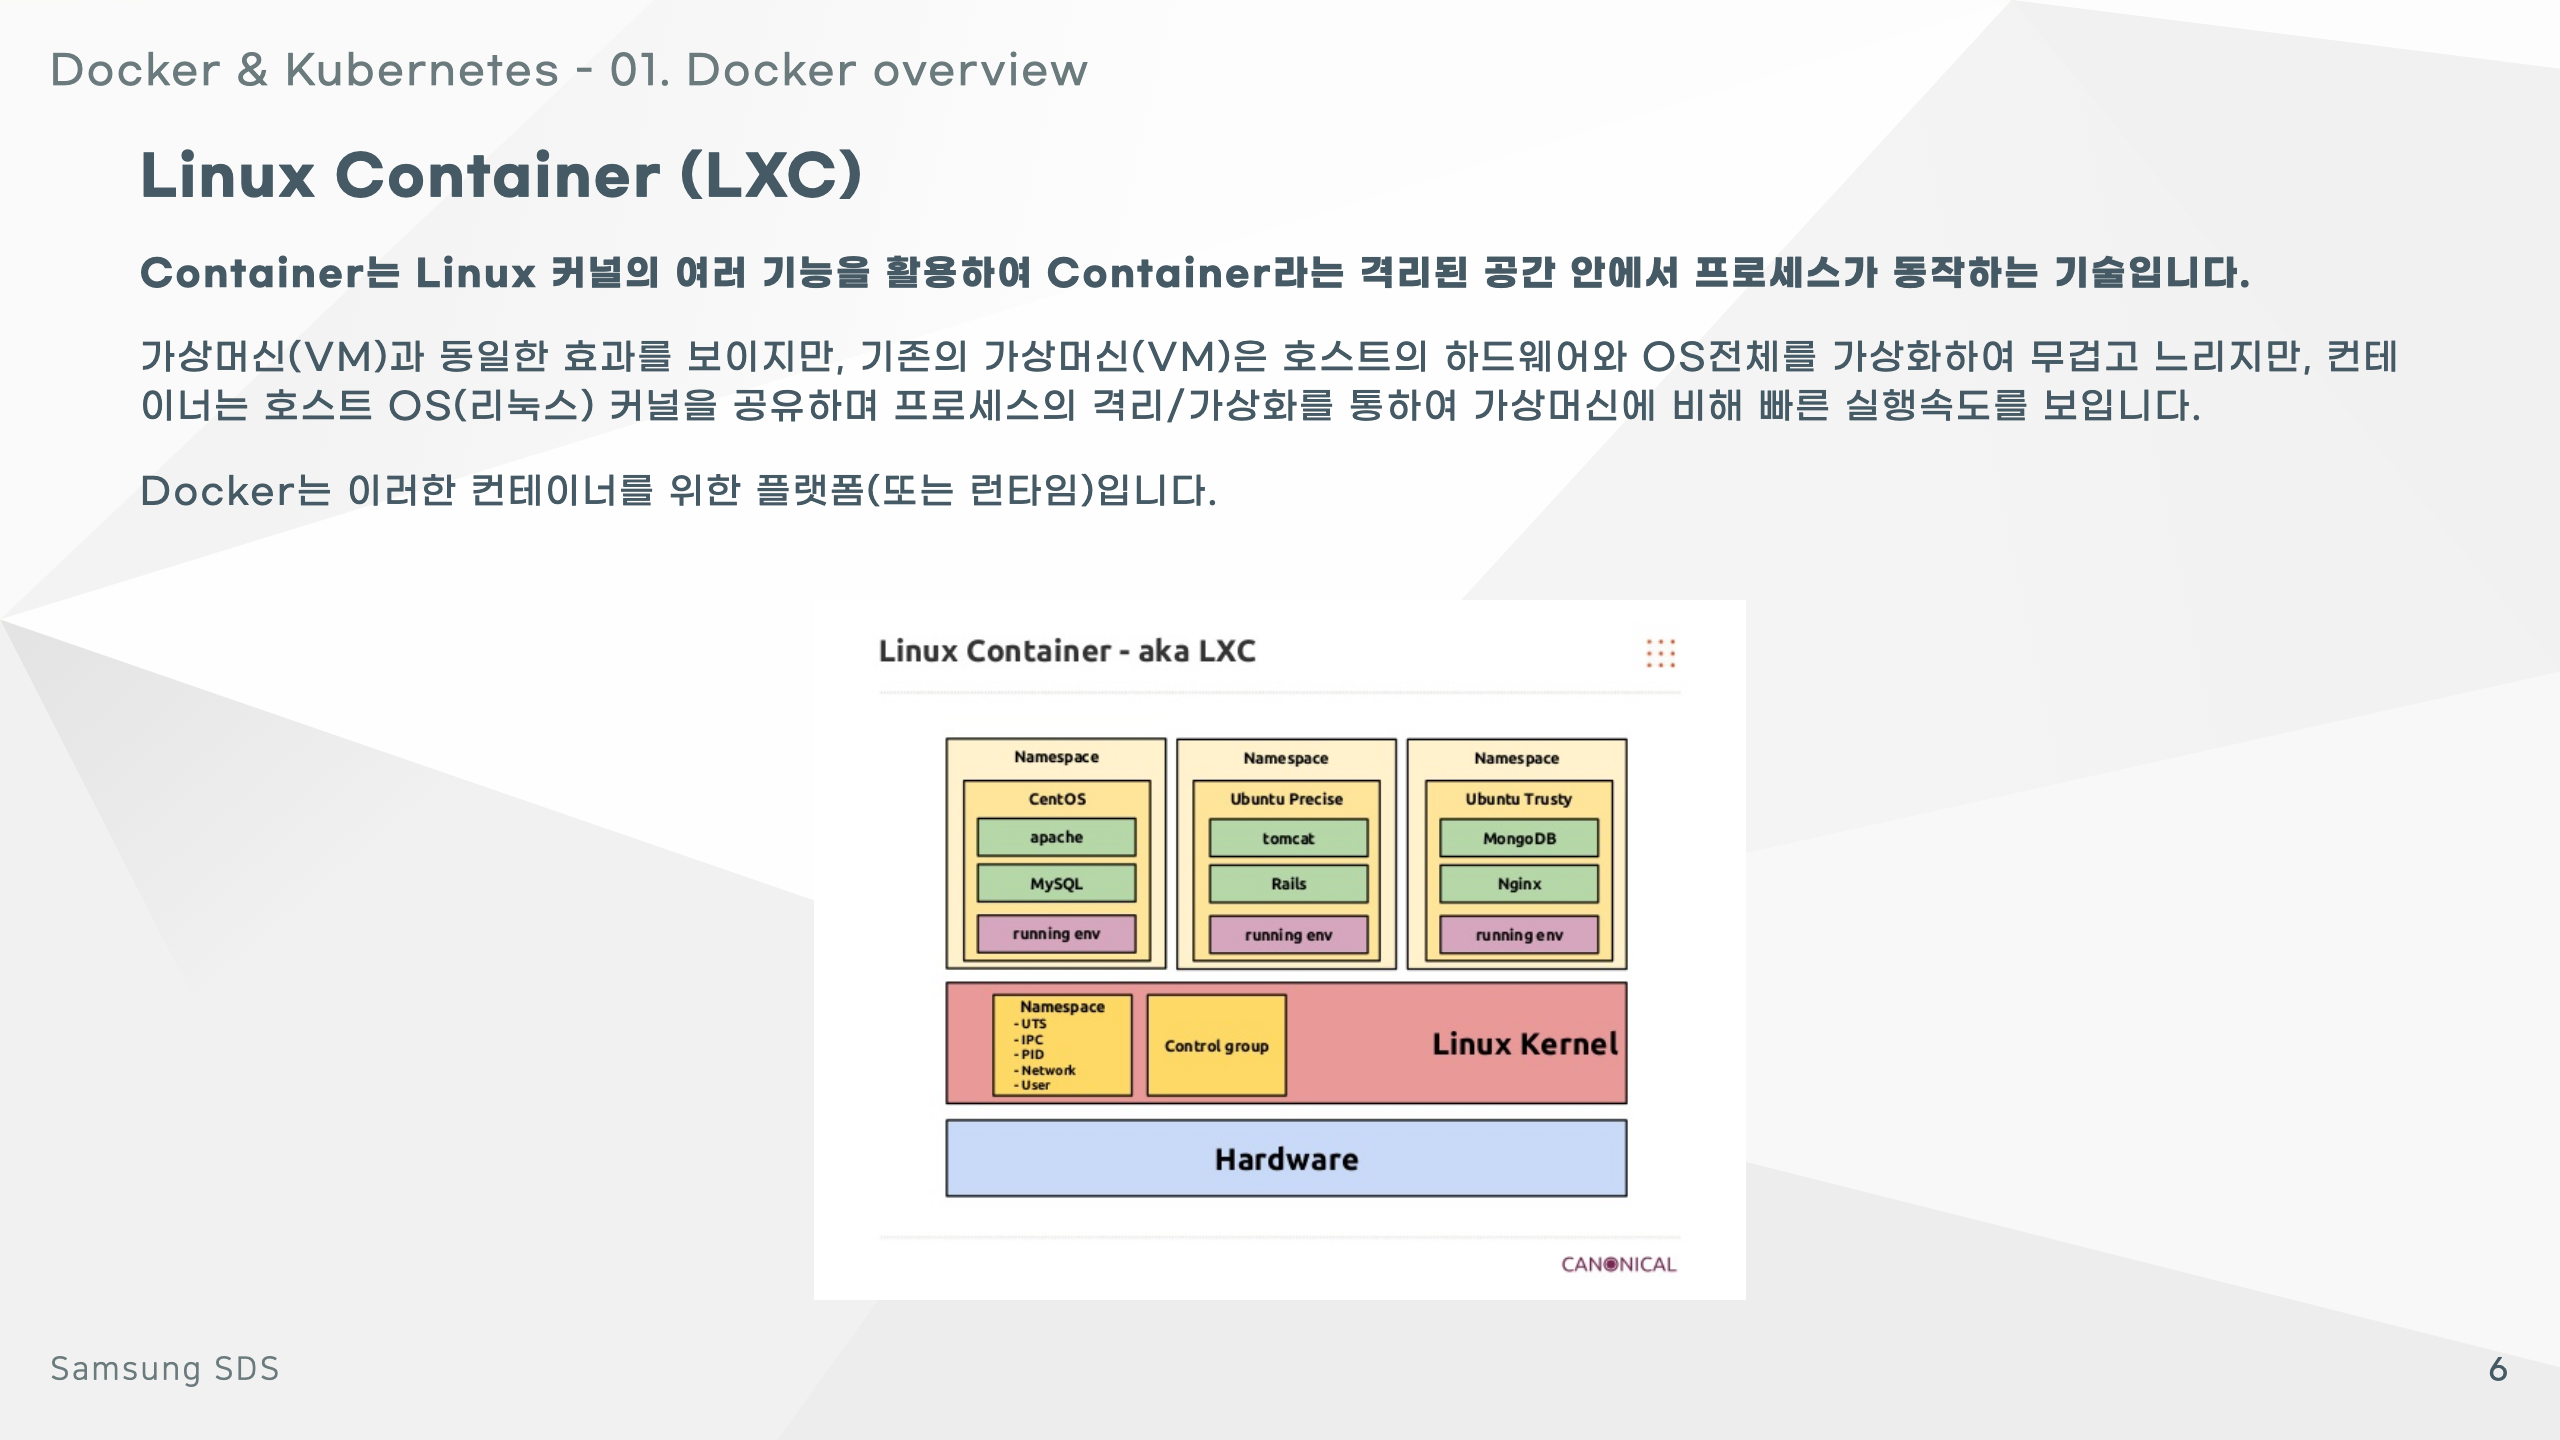 Docker & Kubernetes - 01. Docker overview
Linux Container (LXC)
Container는 Linux 커널의 여러 기능을 활용하여 Container라는 격리된 공간 안에서 프로세스가 동작하는 기술입니다.
가상머신(VM)과 동일한 효과를 보이지만, 기존의 가상머신(VM)은 호스트의 하드웨어와 OS전체를 가상화하여 무겁고 느리지만, 컨테
이너는 호스트 OS(리눅스) 커널을 공유하며 프로세스의 격리/가상화를 통하여 가상머신에 비해 빠른 실행속도를 보입니다.
Docker는 이러한 컨테이너를 위한 플랫폼(또는 런타임)입니다.
Linux Container - aka LXC
Namespace
CentOS
apache
MySQL
running env
Namespace
Ubuntu Precise
tomcat
Rails
running env
Namespace
Ubuntu Trusty
MongoDB
Nginx
running env
Namespace
- UTS
- IPC
- PID
- Network
- User
Control group
Linux Kernel
Hardware
CANONICAL
Samsung SDS
6